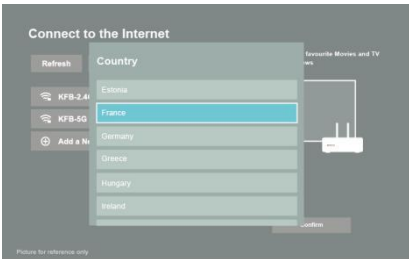 Connect to the Internet
Refresh
favourite Movies and TV
Country
KFB-2.4
KFB-5G
Add a Ne
Estonia
France
Germany
Greece
Hungary
Ireland
Confirm
Picture for reference only